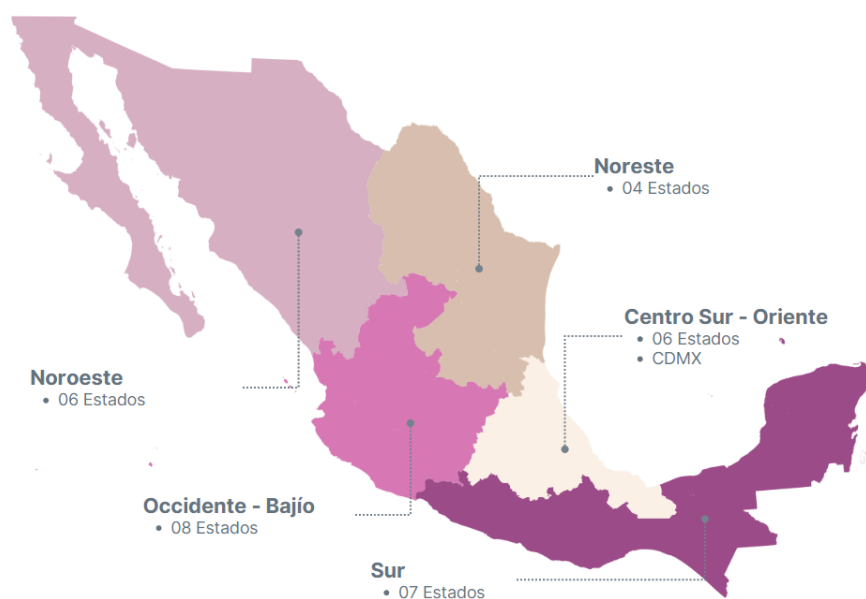 Noreste
• 04 Estados
Centro Sur - Oriente
• 06 Estados
• CDMX
Noroeste
• 06 Estados
Occidente - Bajío
• 08 Estados
Sur
• 07 Estados